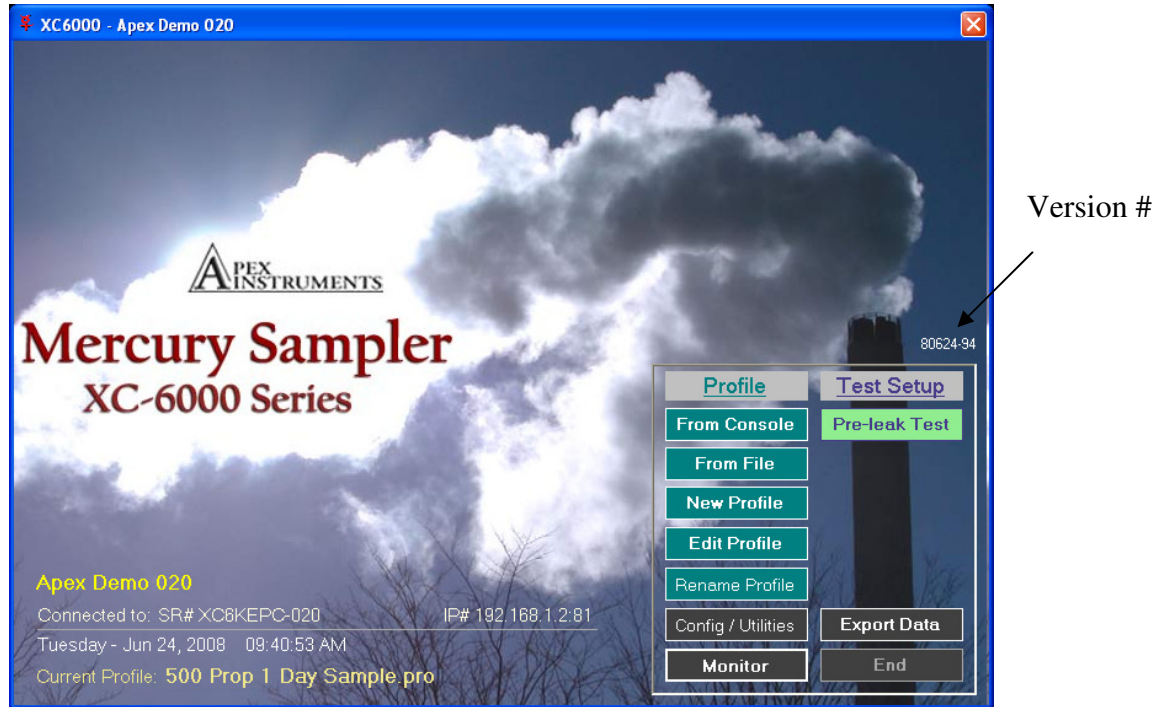 XC6000 - Apex Demo 020
Version #
APEX
INSTRUMENTS
Mercury Sampler
XC-6000 Series
80624-94
Profile
Test Setup
From Console
Pre-leak Test
From File
New Profile
Edit Profile
Rename Profile
Config / Utilities
Export Data
Monitor
End
Apex Demo 020
Connected to: SR# XC6KEPC-020 IP# 192.168.1.2:81
Tuesday - Jun 24, 2008 09:40:53 AM
Current Profile: 500 Prop 1 Day Sample.pro